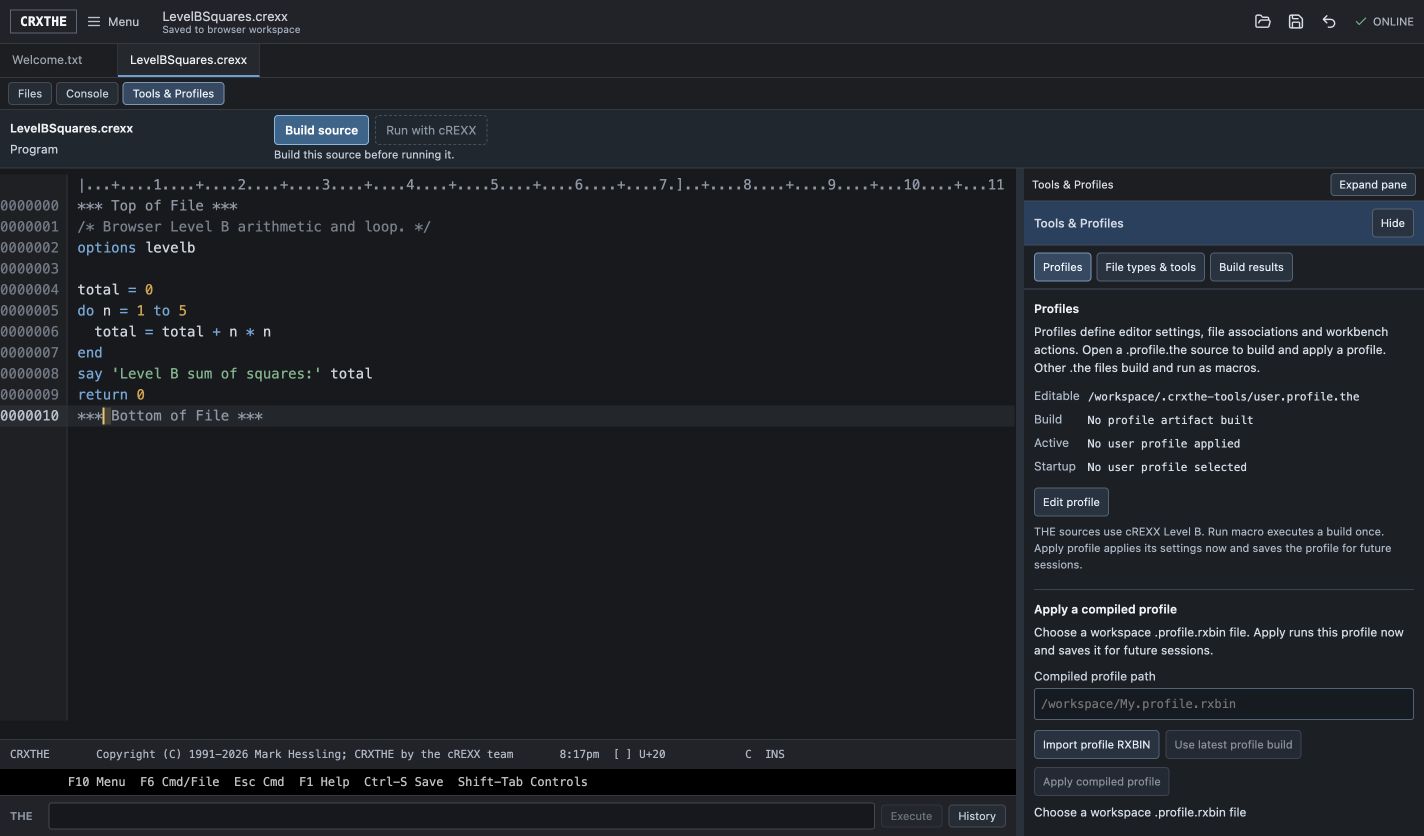 CRXTHE
Menu
LevelBSquares.crexx
Saved to browser workspace
ONLINE
Welcome.txt
LevelBSquares.crexx
Files
Console
Tools & Profiles
LevelBSquares.crexx
Program
Build source
Run with cREXX
Build this source before running it.
|...+....1....+....2....+....3....+....4....+....5....+....6....+....7.]..+....8....+....9....+...10....+...11
0000000 *** Top of File ***
0000001 /* Browser Level B arithmetic and loop. */
0000002 options levelb
0000003
0000004 total = 0
0000005 do n = 1 to 5
0000006   total = total + n * n
0000007 end
0000008 say 'Level B sum of squares:' total
0000009 return 0
0000010 *** Bottom of File ***
CRXTHE Copyright (C) 1991-2026 Mark Hessling; CRXTHE by the cREXX team 8:17pm [ ] U+20 C INS
F10 Menu F6 Cmd/File Esc Cmd F1 Help Ctrl-S Save Shift-Tab Controls
THE
Execute
History
Tools & Profiles
Expand pane
Tools & Profiles
Hide
Profiles
File types & tools
Build results
Profiles
Profiles define editor settings, file associations and workbench
actions. Open a .profile.the source to build and apply a profile.
Other .the files build and run as macros.
Editable /workspace/.crxthe-tools/user.profile.the
Build No profile artifact built
Active No user profile applied
Startup No user profile selected
Edit profile
THE sources use cREXX Level B. Run macro executes a build once.
Apply profile applies its settings now and saves the profile for future
sessions.
Apply a compiled profile
Choose a workspace .profile.rxbin file. Apply runs this profile now
and saves it for future sessions.
Compiled profile path
/workspace/My.profile.rxbin
Import profile RXBIN
Use latest profile build
Apply compiled profile
Choose a workspace .profile.rxbin file